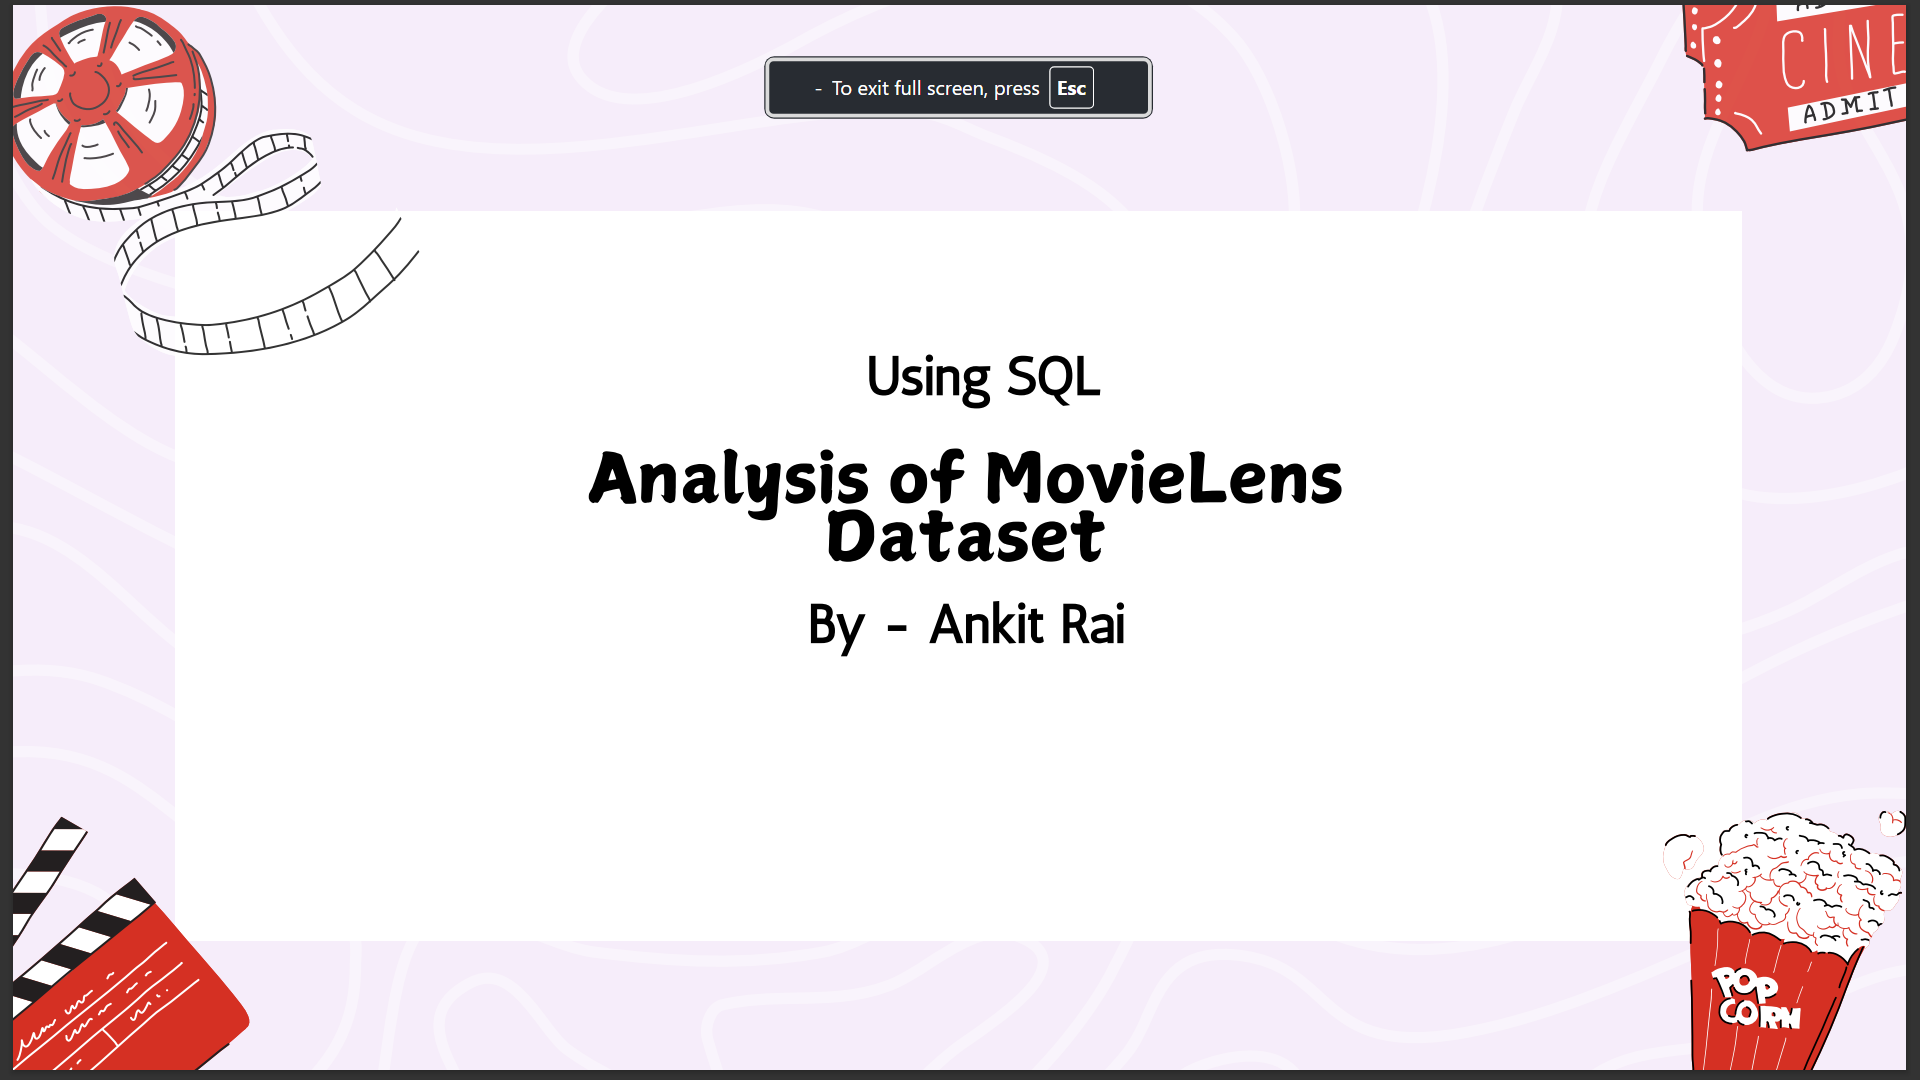 - To exit full screen, press Esc
CINE
ADMIT
Using SQL
Analysis of MovieLens
Dataset
By - Ankit Rai
POP
CORN